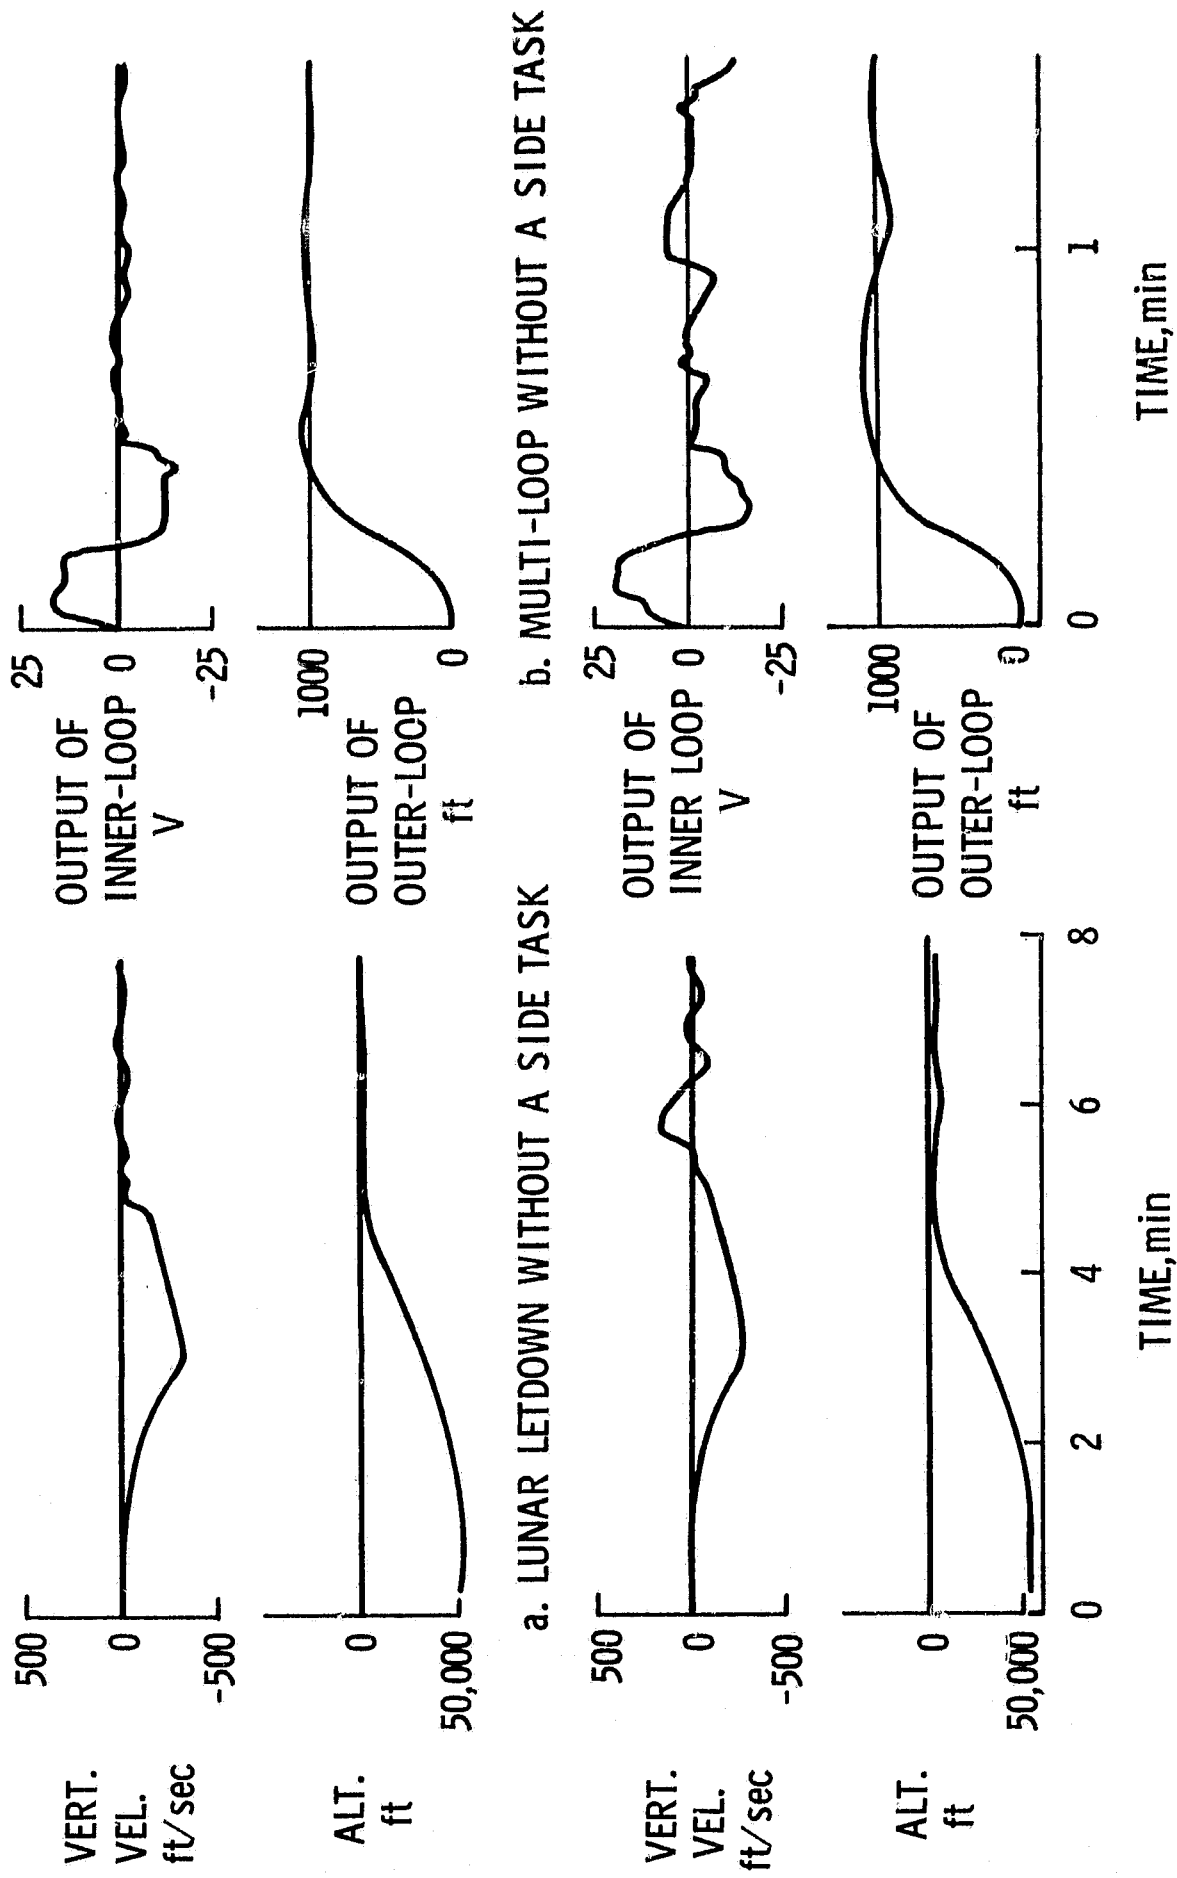 VERT.
VEL.
ft/sec
500
0
-500
ALT.
ft
0
50,000
a. LUNAR LETDOWN WITHOUT A SIDE TASK
VERT.
VEL.
ft/sec
500
0
-500
ALT.
ft
0
50,000
0
2
4
6
8
TIME,min
OUTPUT OF
INNER-LOOP
V
25
0
-25
OUTPUT OF
OUTER-LOOP
ft
1000
0
b. MULTI-LOOP WITHOUT A SIDE TASK
OUTPUT OF
INNER LOOP
V
25
0
-25
OUTPUT OF
OUTER-LOOP
ft
1000
0
0
1
TIME,min